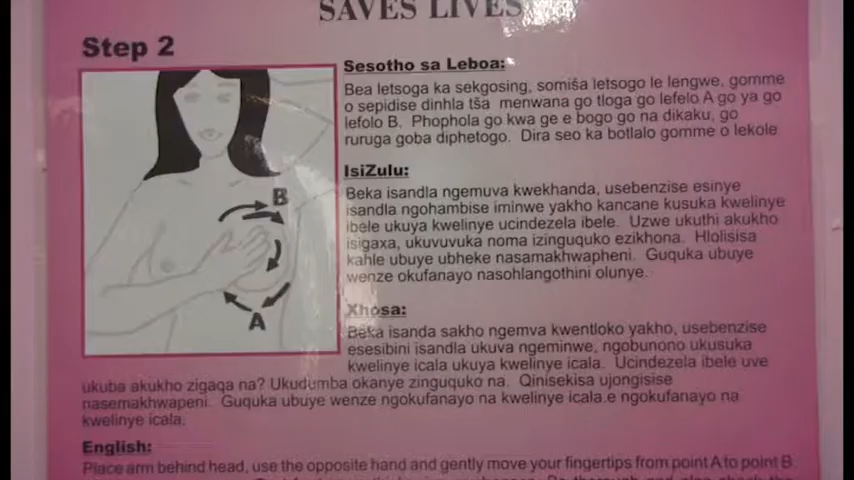 SAVES LIVES
Step 2
Sesotho sa Leboa:
Bea letsoga ka sekgosing, somiša letsogo le lengwe, gomme
o sepidise dinhla tša menwana go tloga go lefelo A go ya go
lefolo B. Phophola go kwa ge e bogo go na dikaku, go
ruruga goba diphetogo. Dira seo ka botlalo gomme o lekole
IsiZulu:
Beka isandla ngemuva kwekhanda, usebenzise esinye
isandla ngohambise iminwe yakho kancane kusuka kwelinye
ibele ukuya kwelinye ucindezela ibele. Uzwe ukuthi akukho
isigaxa, ukuvuvuka noma izinguquko ezikhona. Hlolisisa
kahle ubuye ubheke nasamakhwapheni. Guquka ubuye
wenze okufanayo nasohlangothini olunye.
Xhosa:
Beka isanda sakho ngemva kwentloko yakho, usebenzise
esesibini isandla ukuva ngeminwe, ngobunono ukusuka
kwelinye icala ukuya kwelinye icala. Ucindezela ibele uve
ukuba akukho zigaqa na? Ukudumba okanye zinguquko na. Qinisekisa ujongisise
nasemakhwapeni. Guquka ubuye wenze ngokufanayo na kwelinye icala.e ngokufanayo na
kwelinye icala.
English:
Place arm behind head, use the opposite hand and gently move your fingertips from point A to point B
B
A